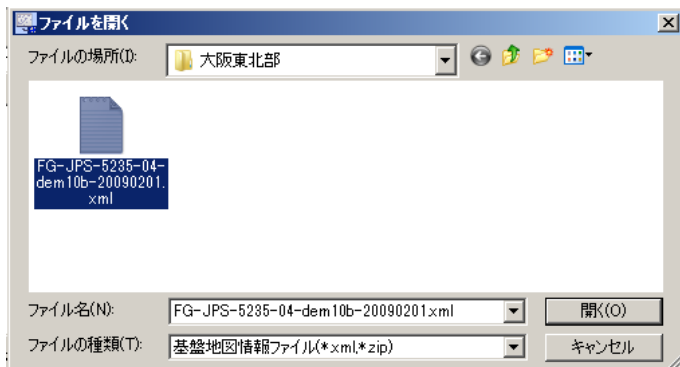 ファイルを開く
ファイルの場所(I):
大阪東北部
FG-JPS-5235-04-
dem10b-20090201.
xml
ファイル名(N):
FG-JPS-5235-04-dem10b-20090201.xml
開く(O)
ファイルの種類(T):
基盤地図情報ファイル(*.xml,*.zip)
キャンセル